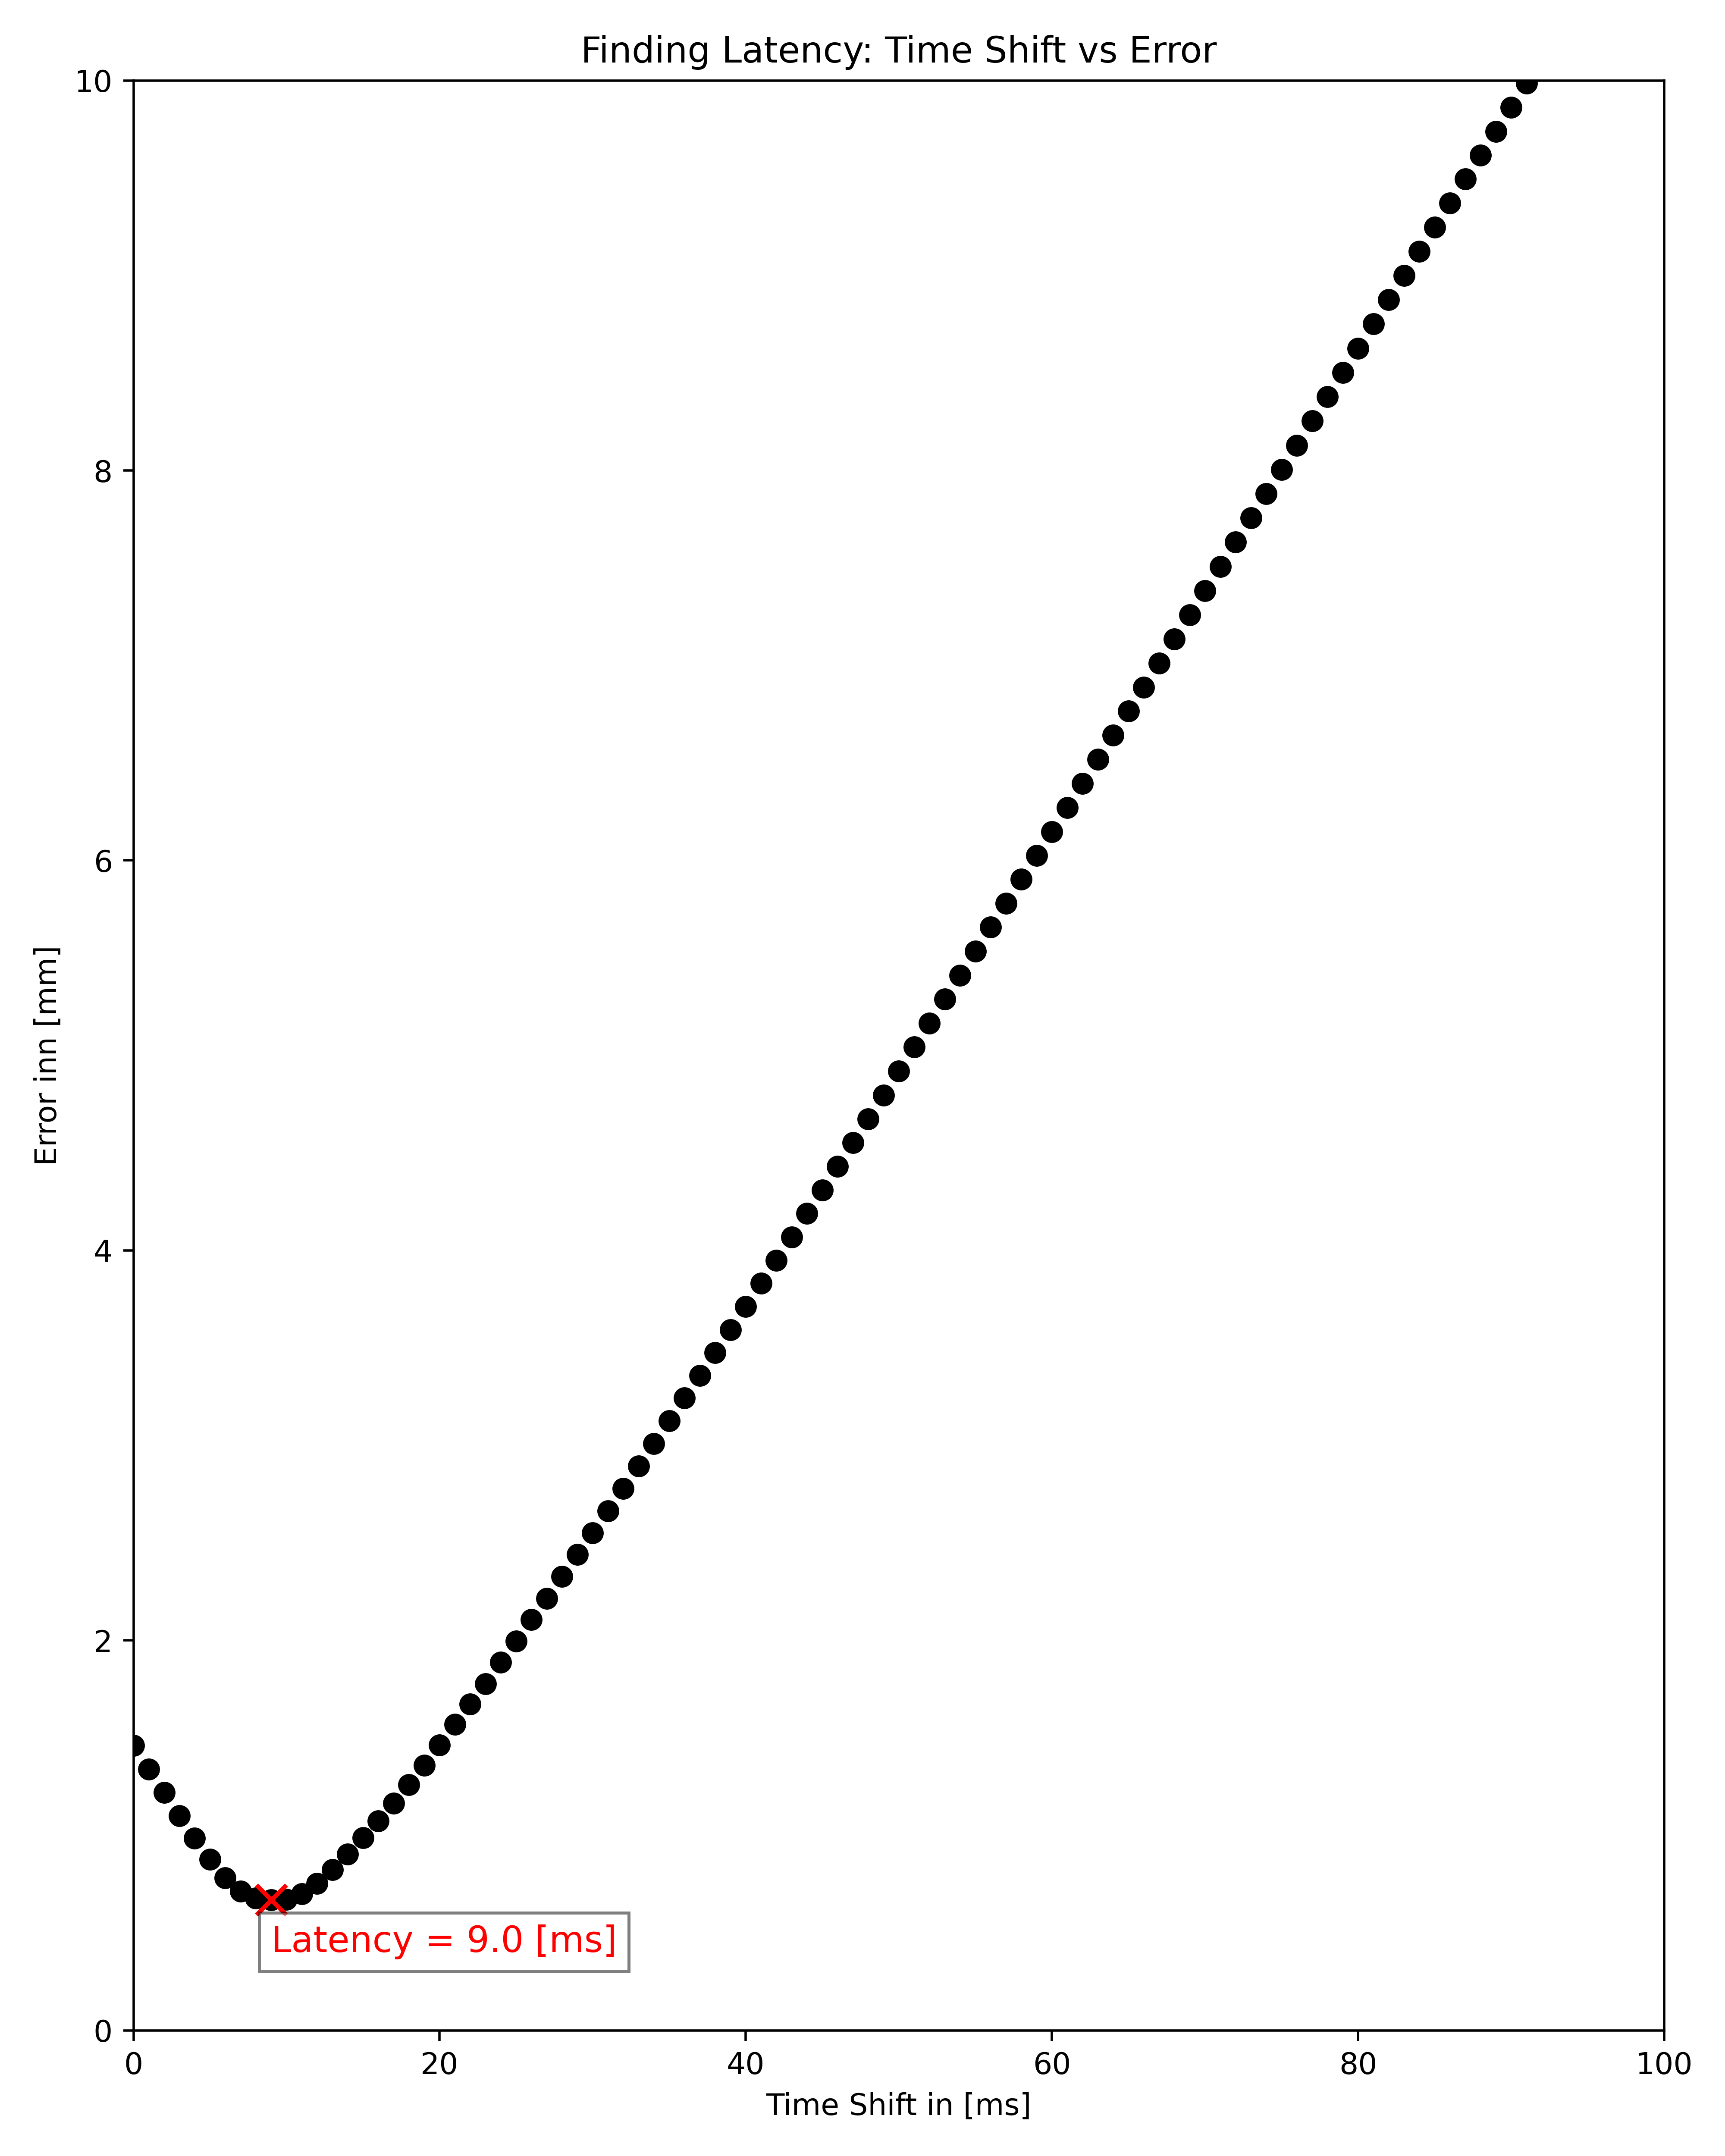 Finding Latency: Time Shift vs Error
10
8
6
4
2
0
Error inn [mm]
Latency = 9.0 [ms]
0 20 40 60 80 100
Time Shift in [ms]